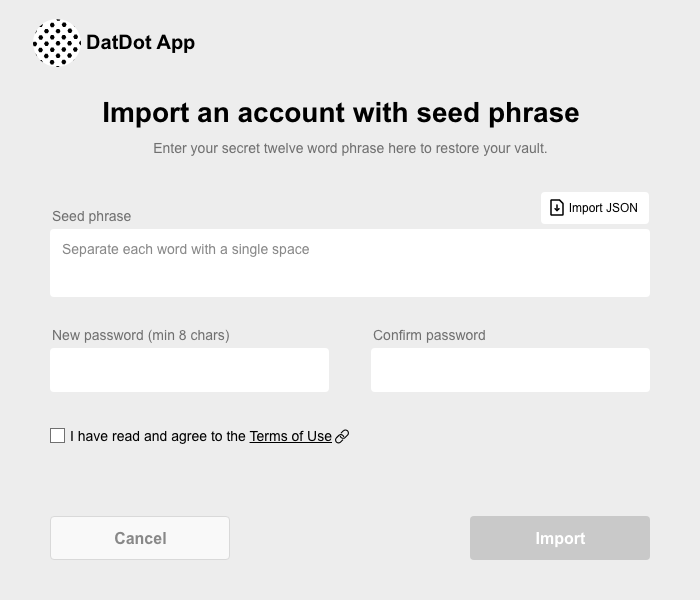 DatDot App
Import an account with seed phrase
Enter your secret twelve word phrase here to restore your vault.
Import JSON
Seed phrase
Separate each word with a single space
New password (min 8 chars)
Confirm password
I have read and agree to the Terms of Use
Cancel
Import